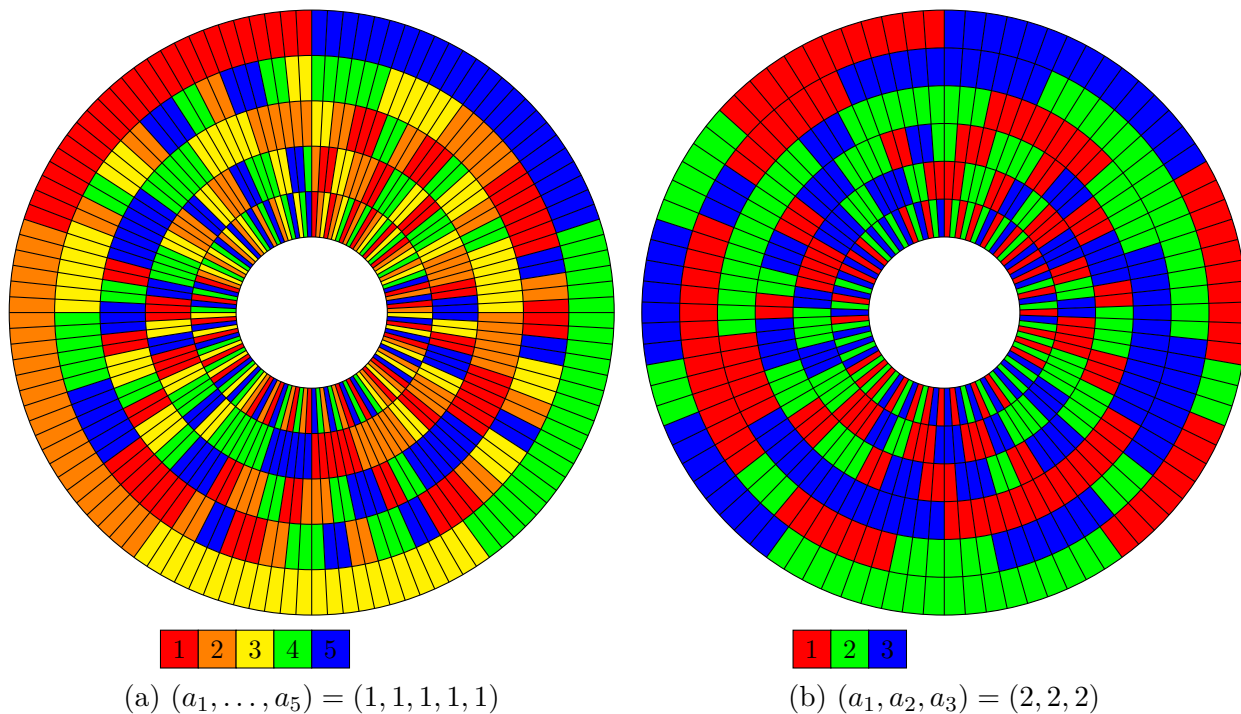 1 2 3 4 5
1 2 3
(a) (a₁, . . . , a₅) = (1, 1, 1, 1, 1)
(b) (a₁, a₂, a₃) = (2, 2, 2)